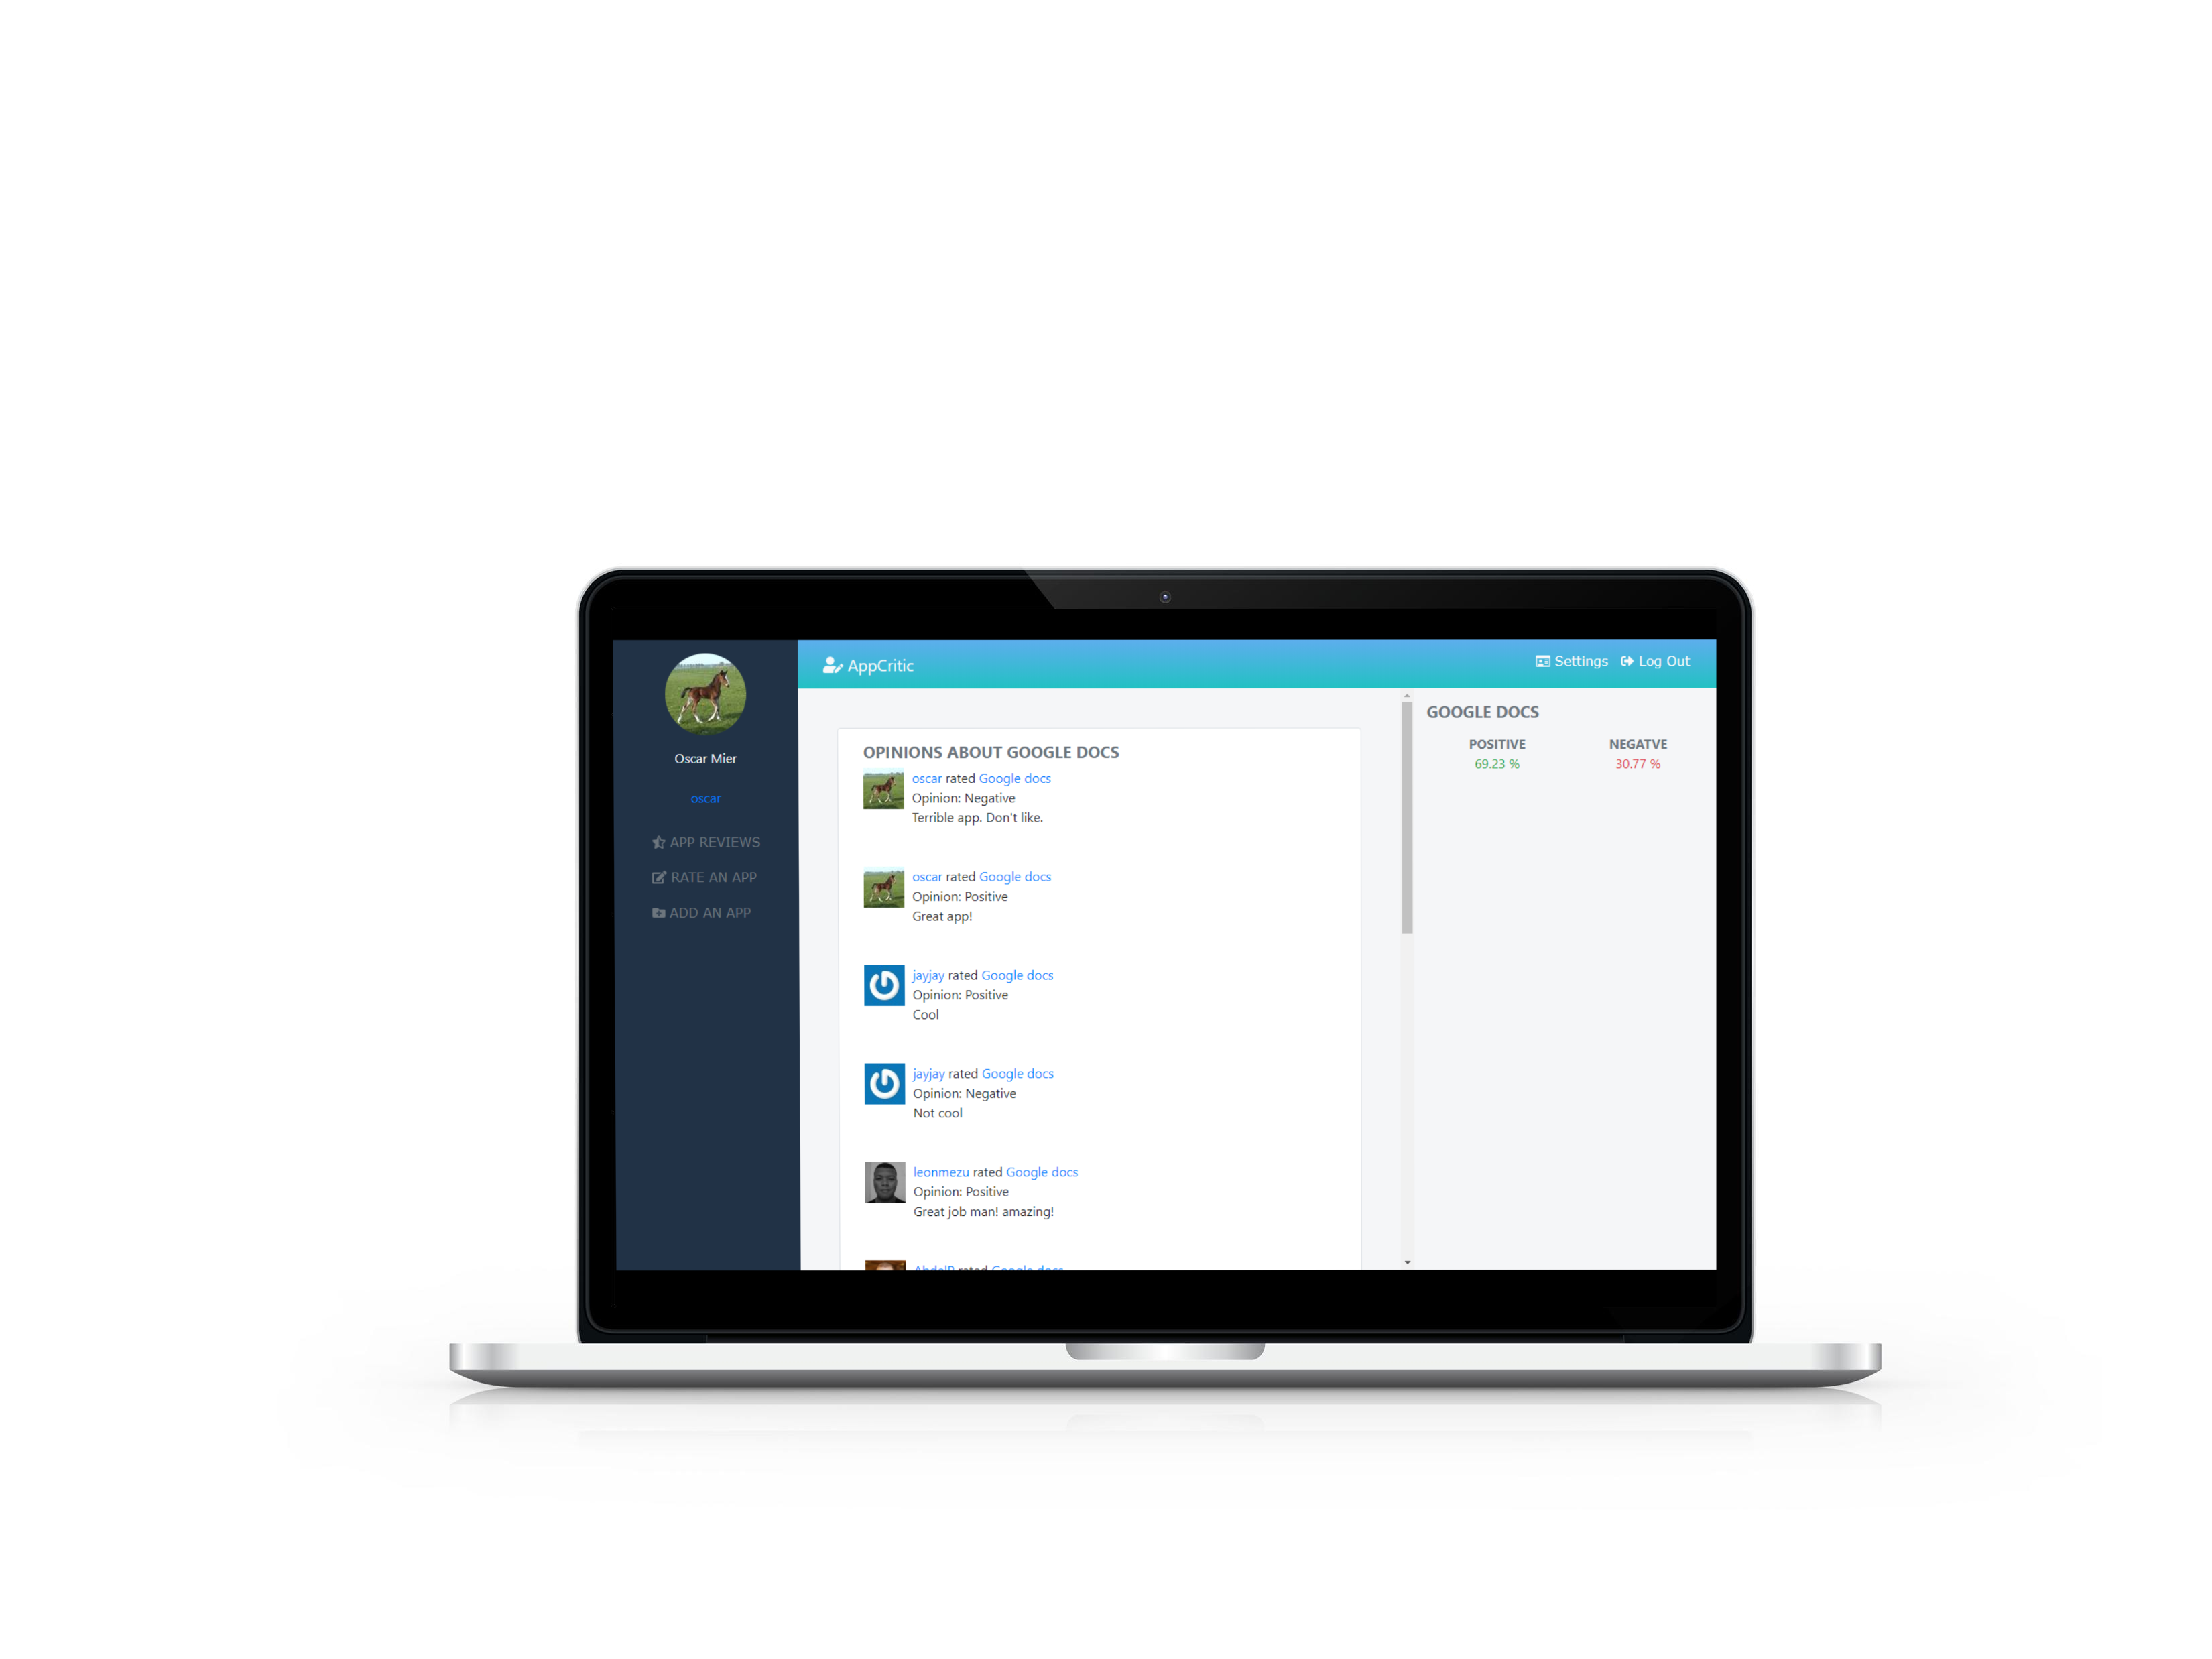 Oscar Mier
oscar
APP REVIEWS
RATE AN APP
ADD AN APP
AppCritic
Settings Log Out
OPINIONS ABOUT GOOGLE DOCS
oscar rated Google docs
Opinion: Negative
Terrible app. Don't like.
oscar rated Google docs
Opinion: Positive
Great app!
jayjay rated Google docs
Opinion: Positive
Cool
jayjay rated Google docs
Opinion: Negative
Not cool
leonmezu rated Google docs
Opinion: Positive
Great job man! amazing!
rated Google docs
GOOGLE DOCS
POSITIVE NEGATVE
69.23 % 30.77 %